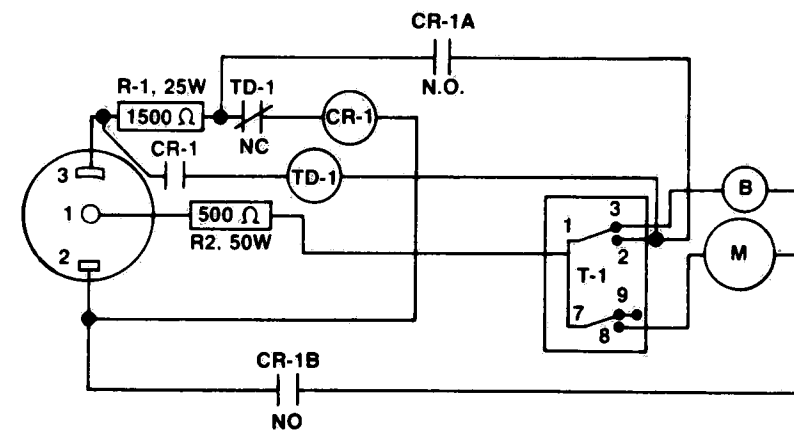 CR-1A
N.O.
R-1, 25W
TD-1
1500 Ω
CR-1
NC
CR-1
TD-1
3
1
2
500 Ω
R2. 50W
1
3
2
T-1
7
9
8
B
M
CR-1B
NO